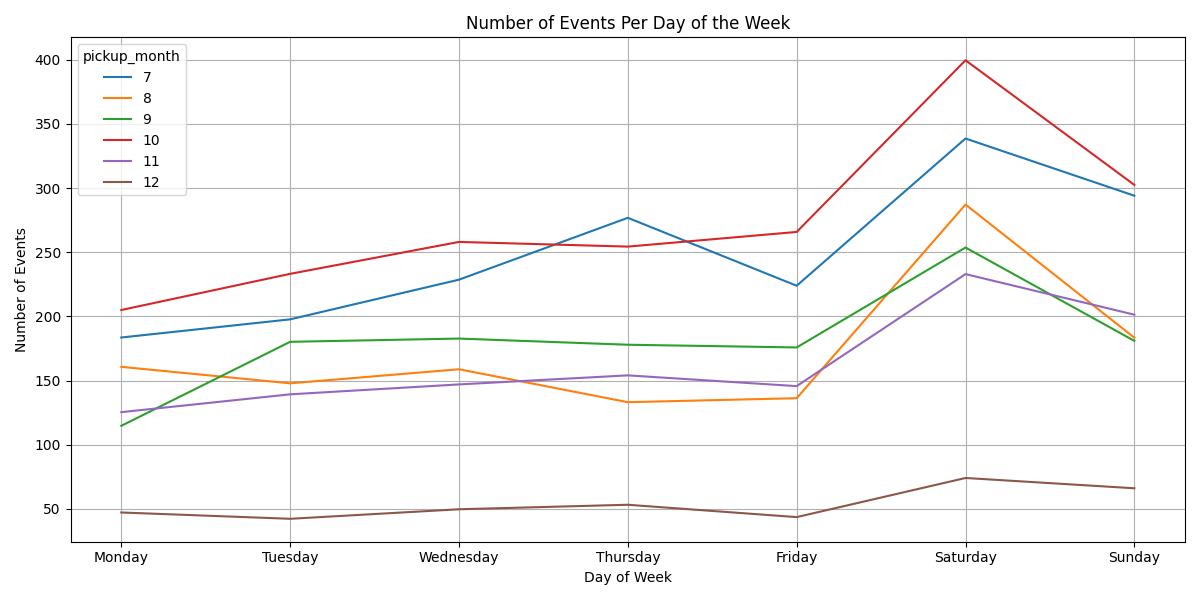 Number of Events Per Day of the Week
pickup_month
7
8
9
10
11
12
400
350
300
250
200
150
100
50
Number of Events
Monday Tuesday Wednesday Thursday Friday Saturday Sunday
Day of Week